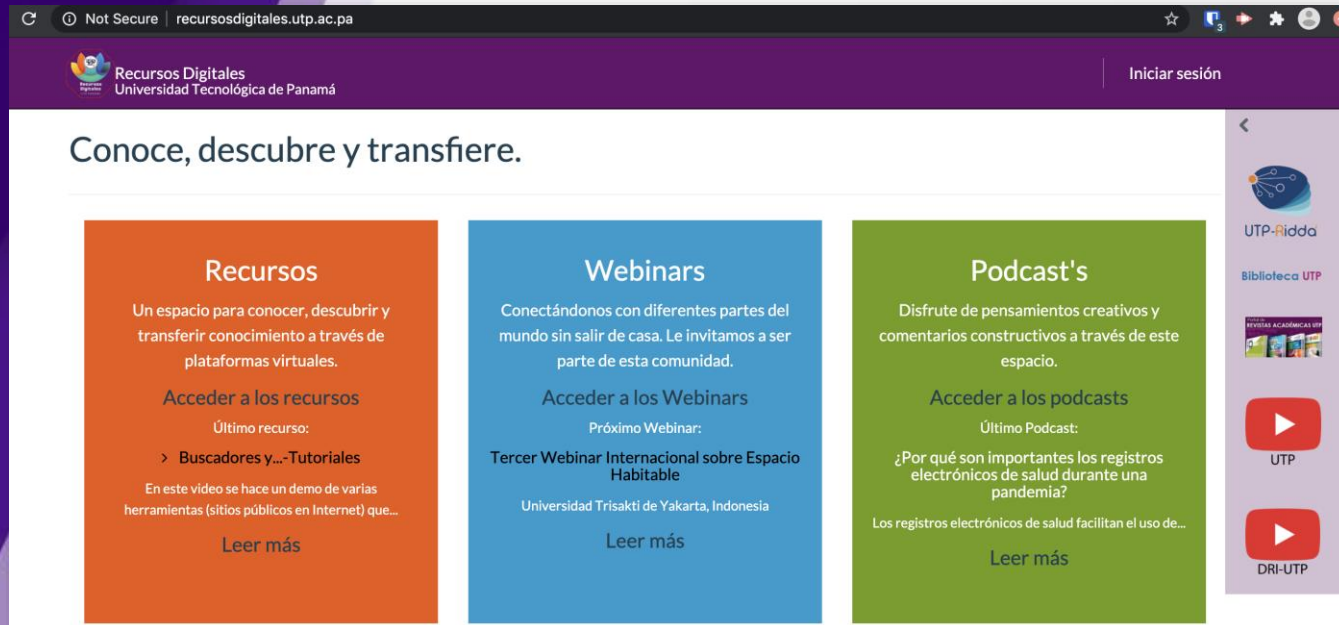 Not Secure | recursosdigitales.utp.ac.pa
3
Recursos Digitales
Universidad Tecnológica de Panamá
Iniciar sesión
Conoce, descubre y transfiere.
Recursos
Un espacio para conocer, descubrir y
transferir conocimiento a través de
plataformas virtuales.
Acceder a los recursos
Último recurso:
> Buscadores y...-Tutoriales
En este video se hace un demo de varias
herramientas (sitios públicos en Internet) que...
Leer más
Webinars
Conectándonos con diferentes partes del
mundo sin salir de casa. Le invitamos a ser
parte de esta comunidad.
Acceder a los Webinars
Próximo Webinar:
Tercer Webinar Internacional sobre Espacio
Habitable
Universidad Trisakti de Yakarta, Indonesia
Leer más
Podcast's
Disfrute de pensamientos creativos y
comentarios constructivos a través de este
espacio.
Acceder a los podcasts
Último Podcast:
¿Por qué son importantes los registros
electrónicos de salud durante una
pandemia?
Los registros electrónicos de salud facilitan el uso de...
Leer más
UTP-Ridda
Biblioteca UTP
Portal de
REVISTAS ACADÉMICAS UTP
UTP
DRI-UTP